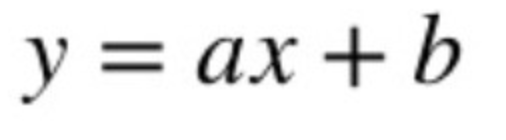 y = ax + b